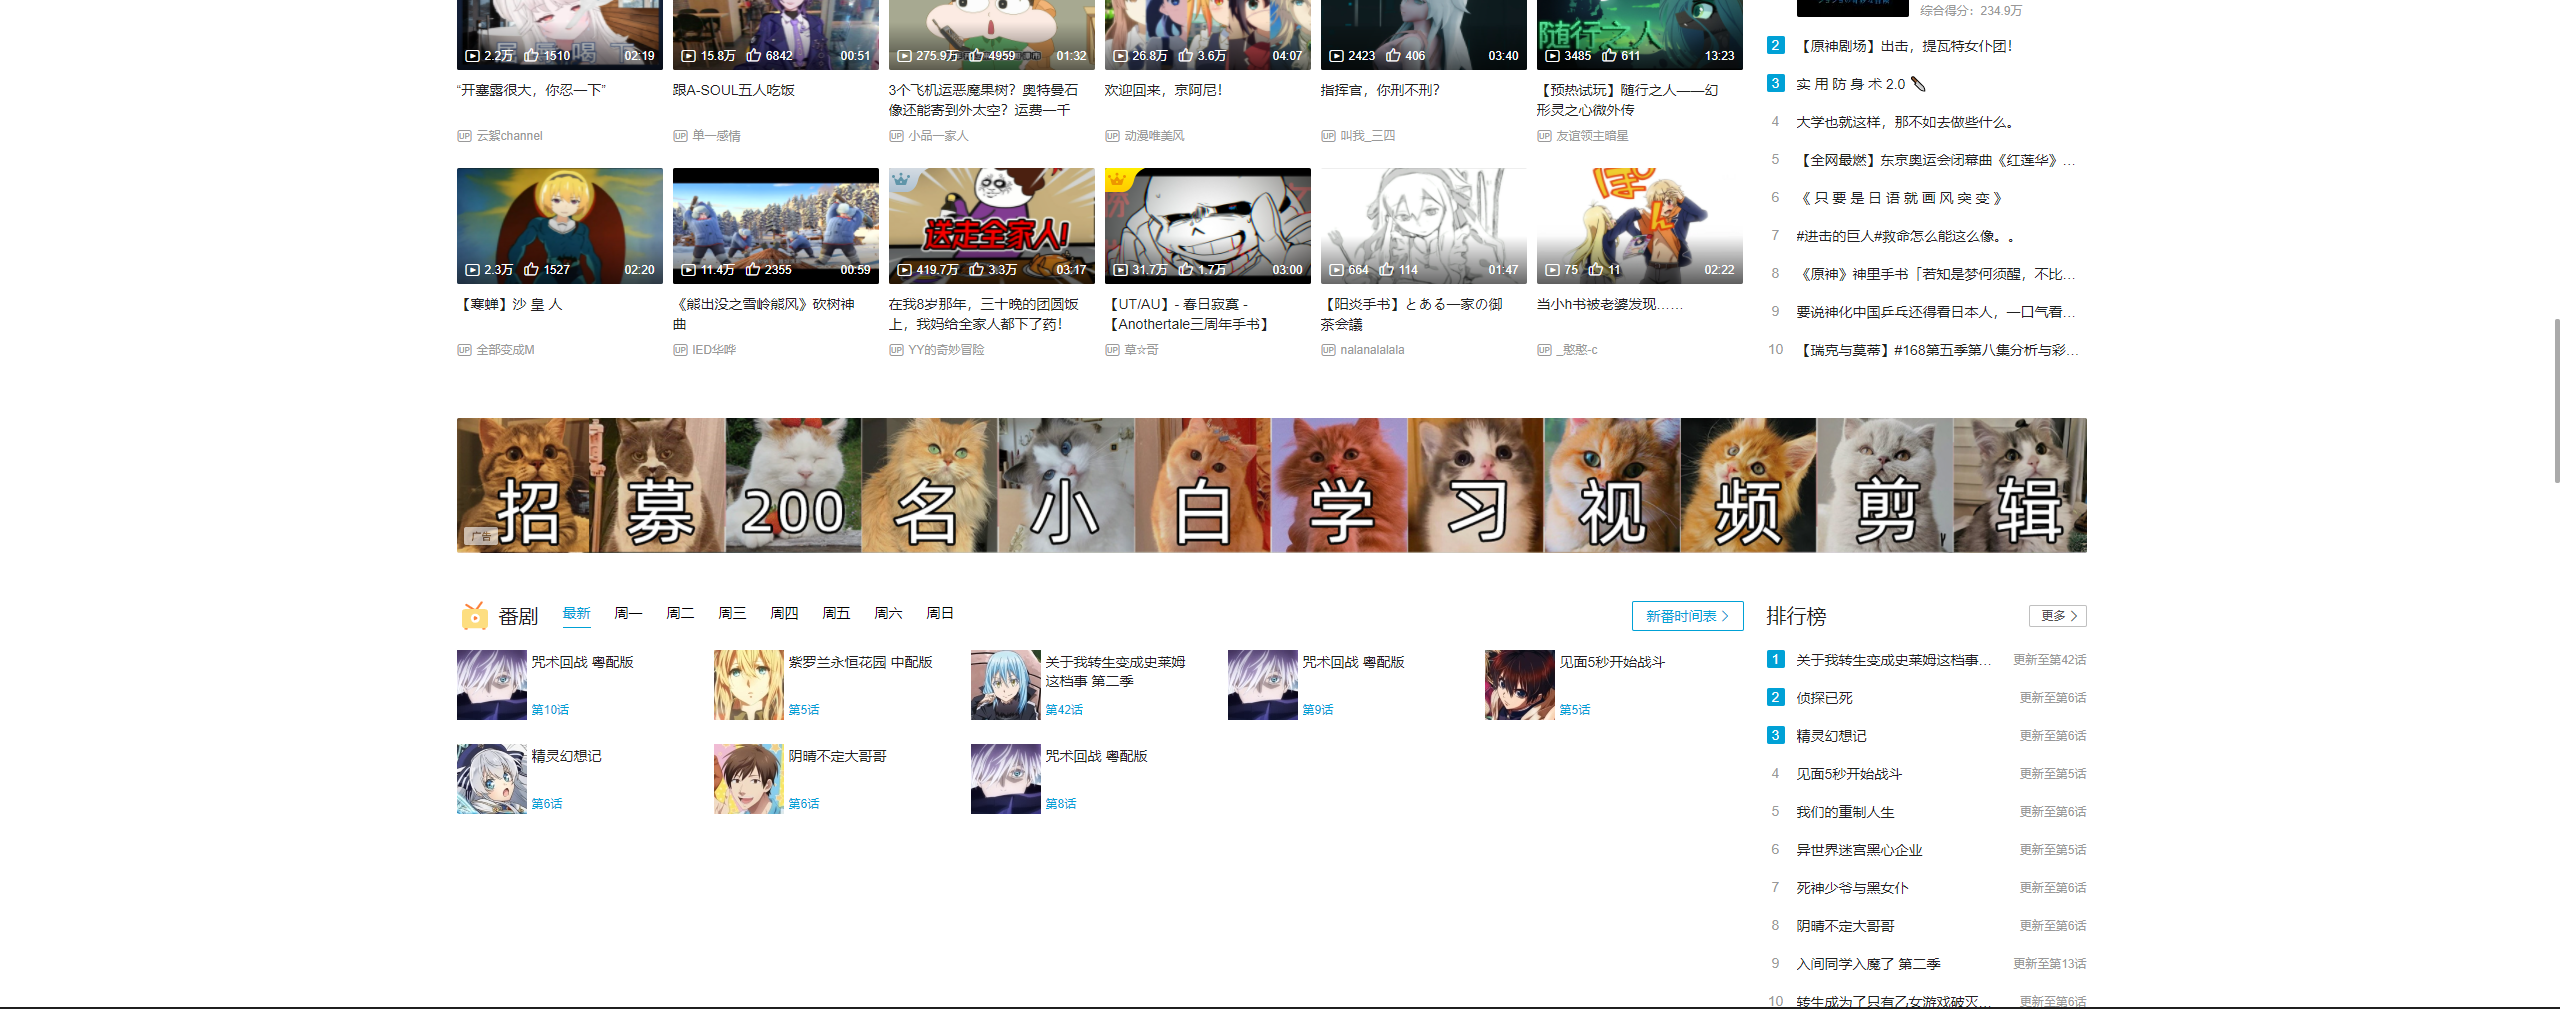 综合得分：234.9万
2.2万 1510 02:19
15.8万 6842 00:51
275.9万 4959 01:32
26.8万 3.6万 04:07
2423 406 03:40
随行之人
3485 611 13:23
“开塞露很大，你忍一下”
UP 云絮channel
跟A-SOUL五人吃饭
UP 单一感情
3个飞机运恶魔果树？奥特曼石
像还能寄到外太空？运费一千
UP 小品一家人
欢迎回来，京阿尼！
UP 动漫唯美风
指挥官，你刑不刑？
UP 叫我_三四
【预热试玩】随行之人——幻
形灵之心微外传
UP 友谊领主暗星
2.3万 1527 02:20
11.4万 2355 00:59
送走全家人！
419.7万 3.3万 03:17
31.7万 1.7万 03:00
664 114 01:47
75 11 02:22
【寒蝉】沙 皇 人
UP 全部变成M
《熊出没之雪岭熊风》砍树神
曲
UP IED华晔
在我8岁那年，三十晚的团圆饭
上，我妈给全家人都下了药！
UP YY的奇妙冒险
【UT/AU】- 春日寂寞 -
【Anothertale三周年手书】
UP 草☆哥
【阳炎手书】とある一家の御
茶会議
UP nalanalalala
当小h书被老婆发现……
UP _憨憨-c
2 【原神剧场】出击，提瓦特女仆团！
3 实 用 防 身 术 2.0
4 大学也就这样，那不如去做些什么。
5 【全网最燃】东京奥运会闭幕曲《红莲华》…
6 《 只 要 是 日 语 就 画 风 突 变 》
7 #进击的巨人#救命怎么能这么像。。
8 《原神》神里手书「若知是梦何须醒，不比…
9 要说神化中国乒乓还得看日本人，一口气看…
10 【瑞克与莫蒂】#168第五季第八集分析与彩…
招募200名小白学习视频剪辑
广告
番剧 最新 周一 周二 周三 周四 周五 周六 周日
新番时间表 >
咒术回战 粤配版
第10话
紫罗兰永恒花园 中配版
第5话
关于我转生变成史莱姆
这档事 第二季
第42话
咒术回战 粤配版
第9话
见面5秒开始战斗
第5话
精灵幻想记
第6话
阴晴不定大哥哥
第6话
咒术回战 粤配版
第8话
排行榜 更多 >
1 关于我转生变成史莱姆这档事… 更新至第42话
2 侦探已死 更新至第6话
3 精灵幻想记 更新至第6话
4 见面5秒开始战斗 更新至第5话
5 我们的重制人生 更新至第6话
6 异世界迷宫黑心企业 更新至第5话
7 死神少爷与黑女仆 更新至第6话
8 阴晴不定大哥哥 更新至第6话
9 入间同学入魔了 第二季 更新至第13话
10 转生成为了只有乙女游戏破灭… 更新至第6话